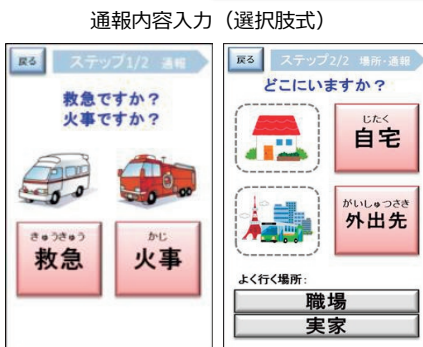 通報内容入力（選択肢式）
戻る
ステップ1/2 通報
救急ですか？
火事ですか？
きゅうきゅう
救急
かじ
火事
戻る
ステップ2/2 場所・通報
どこにいますか？
じたく
自宅
がいしゅつさき
外出先
よく行く場所：
職場
実家